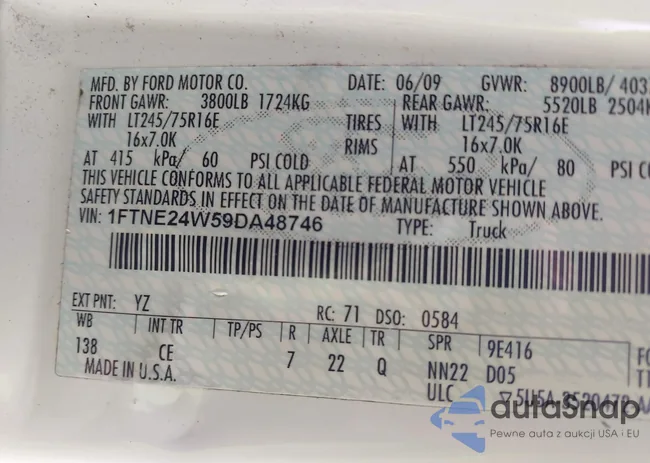 MFD. BY FORD MOTOR CO. DATE: 06/09 GVWR: 8900LB/ 403
FRONT GAWR: 3800LB 1724KG REAR GAWR: 5520LB 2504K
WITH LT245/75R16E TIRES WITH LT245/75R16E
16x7.0K RIMS 16x7.0K
AT 415 kPa/ 60 PSI COLD AT 550 kPa/ 80 PSI CO
THIS VEHICLE CONFORMS TO ALL APPLICABLE FEDERAL MOTOR VEHICLE
SAFETY STANDARDS IN EFFECT ON THE DATE OF MANUFACTURE SHOWN ABOVE.
VIN: 1FTNE24W59DA48746 TYPE: Truck
EXT PNT: YZ RC: 71 DSO: 0584
WB INT TR TP/PS R AXLE TR SPR 9E416
138 CE 7 22 Q NN22 D05
MADE IN U.S.A. ULC
autaSnap
Pewne auta z aukcji USA i EU